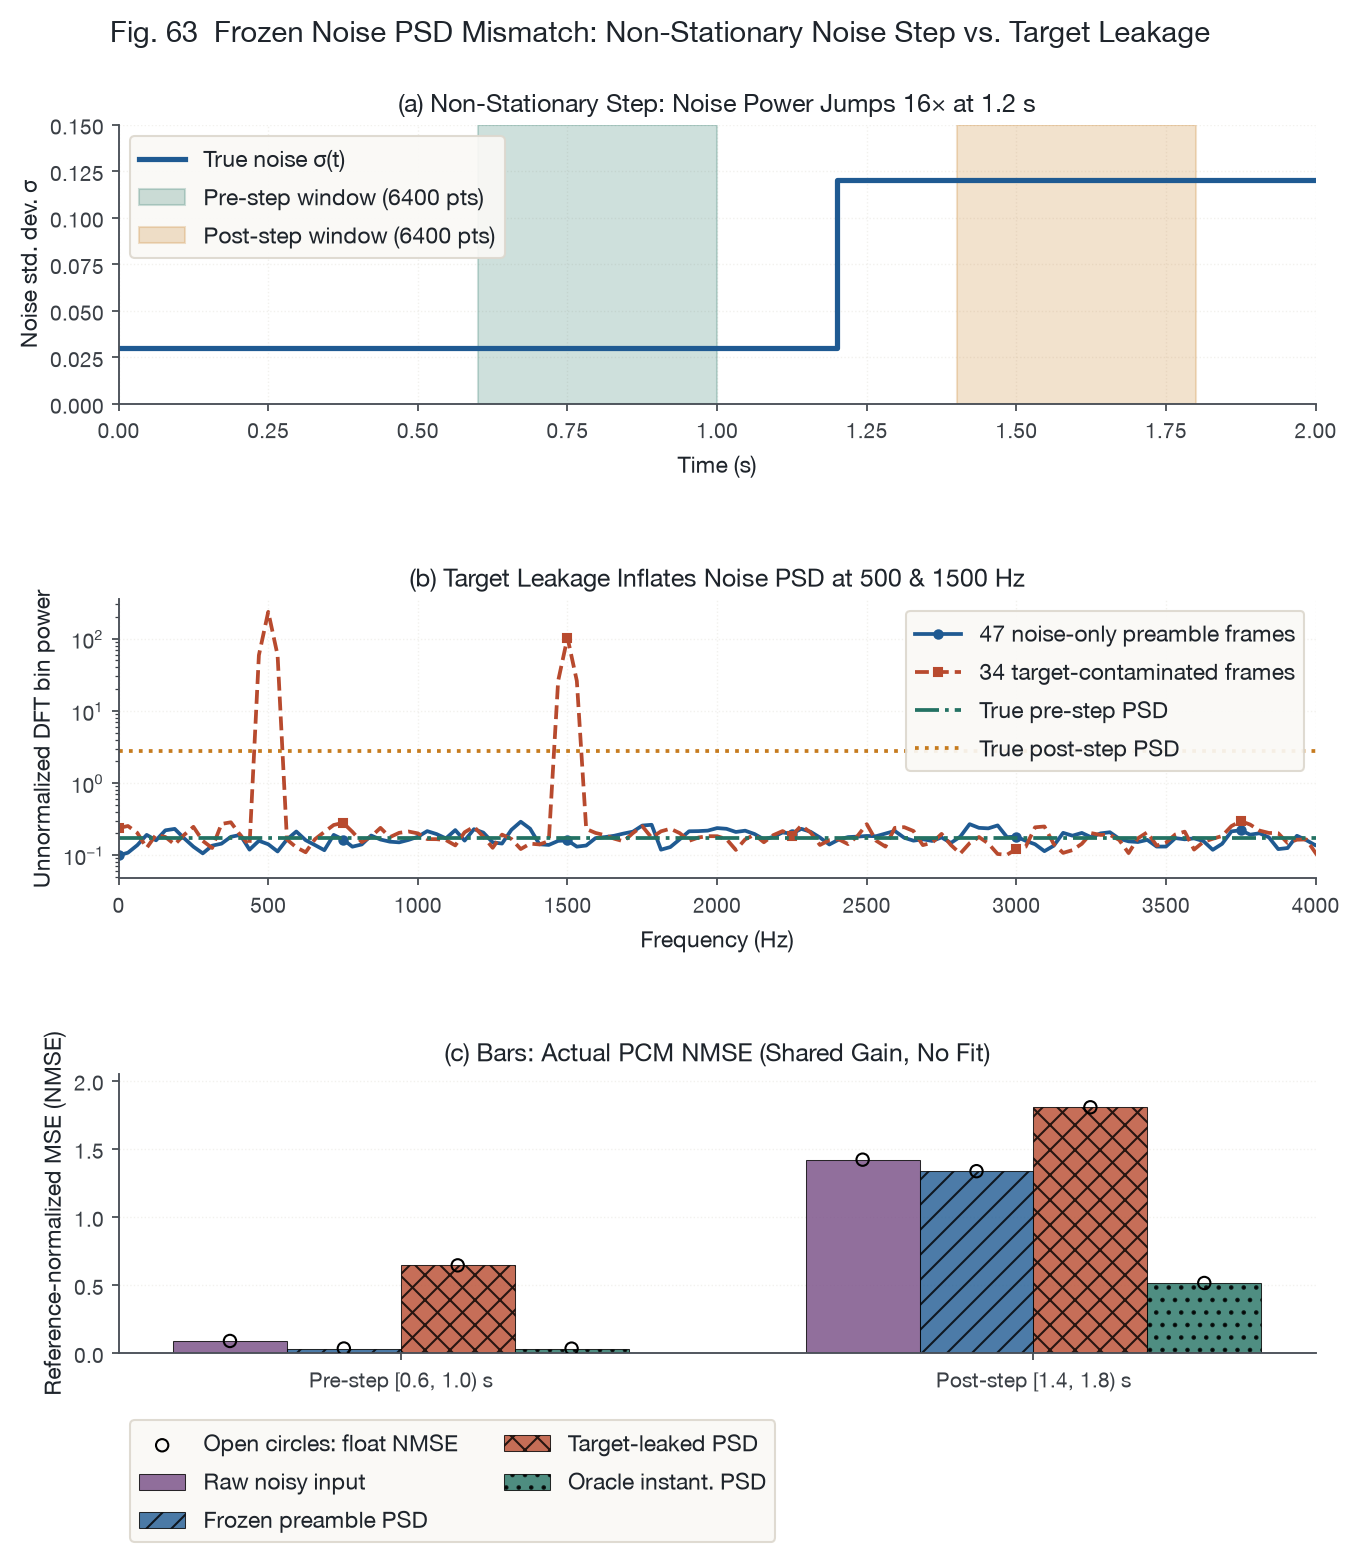 Fig. 63  Frozen Noise PSD Mismatch: Non-Stationary Noise Step vs. Target Leakage
(a) Non-Stationary Step: Noise Power Jumps 16× at 1.2 s
Noise std. dev. σ
0.150
0.125
0.100
0.075
0.050
0.025
0.000
True noise σ(t)
Pre-step window (6400 pts)
Post-step window (6400 pts)
0.00 0.25 0.50 0.75 1.00 1.25 1.50 1.75 2.00
Time (s)
(b) Target Leakage Inflates Noise PSD at 500 & 1500 Hz
Unnormalized DFT bin power
10²
10¹
10⁰
10⁻¹
47 noise-only preamble frames
34 target-contaminated frames
True pre-step PSD
True post-step PSD
0 500 1000 1500 2000 2500 3000 3500 4000
Frequency (Hz)
(c) Bars: Actual PCM NMSE (Shared Gain, No Fit)
Reference-normalized MSE (NMSE)
2.0
1.5
1.0
0.5
0.0
Pre-step [0.6, 1.0) s
Post-step [1.4, 1.8) s
Open circles: float NMSE
Raw noisy input
Frozen preamble PSD
Target-leaked PSD
Oracle instant. PSD